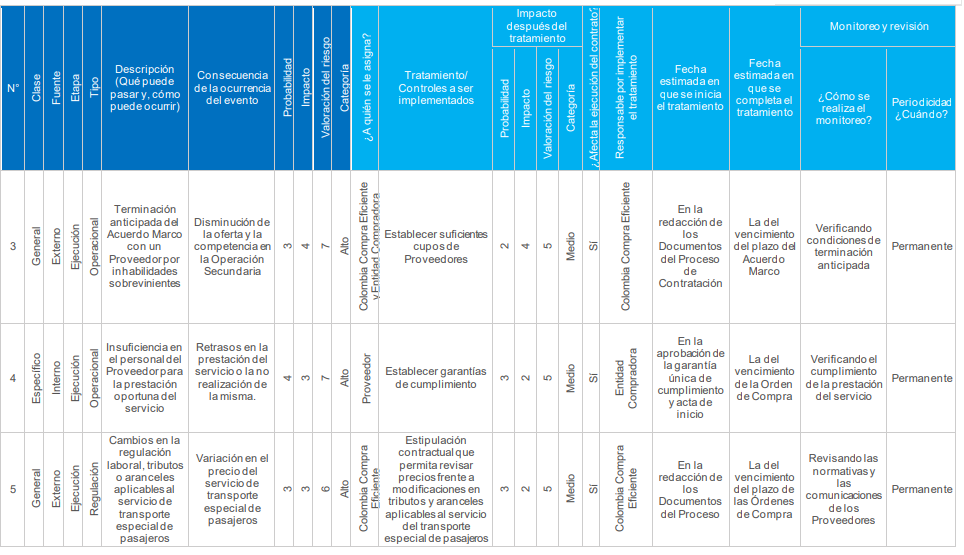 N°
Clase
Fuente
Etapa
Tipo
Descripción
(Qué puede
pasar y, cómo
puede ocurrir)
Consecuencia
de la ocurrencia
del evento
Probabilidad
Impacto
Valoración del riesgo
Categoría
¿A quién se le asigna?
Tratamiento/
Controles a ser
implementados
Impacto
después del
tratamiento
Probabilidad
Impacto
Valoración del riesgo
Categoría
¿Afecta la ejecución del contrato?
Responsable por implementar
el tratamiento
Fecha
estimada en
que se inicia
el tratamiento
Fecha
estimada en
que se
completa el
tratamiento
Monitoreo y revisión
¿Cómo se
realiza el
monitoreo?
Periodicidad
¿Cuándo?
3
General
Externo
Ejecución
Operacional
Terminación
anticipada del
Acuerdo Marco
con un
Proveedor por
inhabilidades
sobrevinientes
Disminución de
la oferta y la
competencia en
la Operación
Secundaria
3
4
7
Alto
Colombia Compra Eficiente
y Entidad Compradora
Establecer suficientes
cupos de
Proveedores
2
4
5
Medio
Sí
Colombia Compra Eficiente
En la
redacción de
los
Documentos
del Proceso
de
Contratación
La del
vencimiento
del plazo del
Acuerdo
Marco
Verificando
condiciones de
terminación
anticipada
Permanente
4
Específico
Interno
Ejecución
Operacional
Insuficiencia en
el personal del
Proveedor para
la prestación
oportuna del
servicio
Retrasos en la
prestación del
servicio o la no
realización de
la misma.
4
3
7
Alto
Proveedor
Establecer garantías
de cumplimiento
3
2
5
Medio
Sí
Entidad
Compradora
En la
aprobación de
la garantía
única de
cumplimiento
y acta de
inicio
La del
vencimiento
de la Orden
de Compra
Verificando el
cumplimiento
de la prestación
del servicio
Permanente
5
General
Externo
Ejecución
Regulación
Cambios en la
regulación
laboral, tributos
o aranceles
aplicables al
servicio de
transporte
especial de
pasajeros
Variación en el
precio del
servicio de
transporte
especial de
pasajeros
3
3
6
Alto
Colombia Compra
Eficiente
Estipulación
contractual que
permita revisar
precios frente a
modificaciones en
tributos y aranceles
aplicables al servicio
del transporte
especial de pasajeros
3
2
5
Medio
Sí
Colombia Compra
Eficiente
En la
redacción de
los
Documentos
del Proceso
La del
vencimiento
del plazo de
las Órdenes
de Compra
Revisando las
normativas y
las
comunicaciones
de los
Proveedores
Permanente